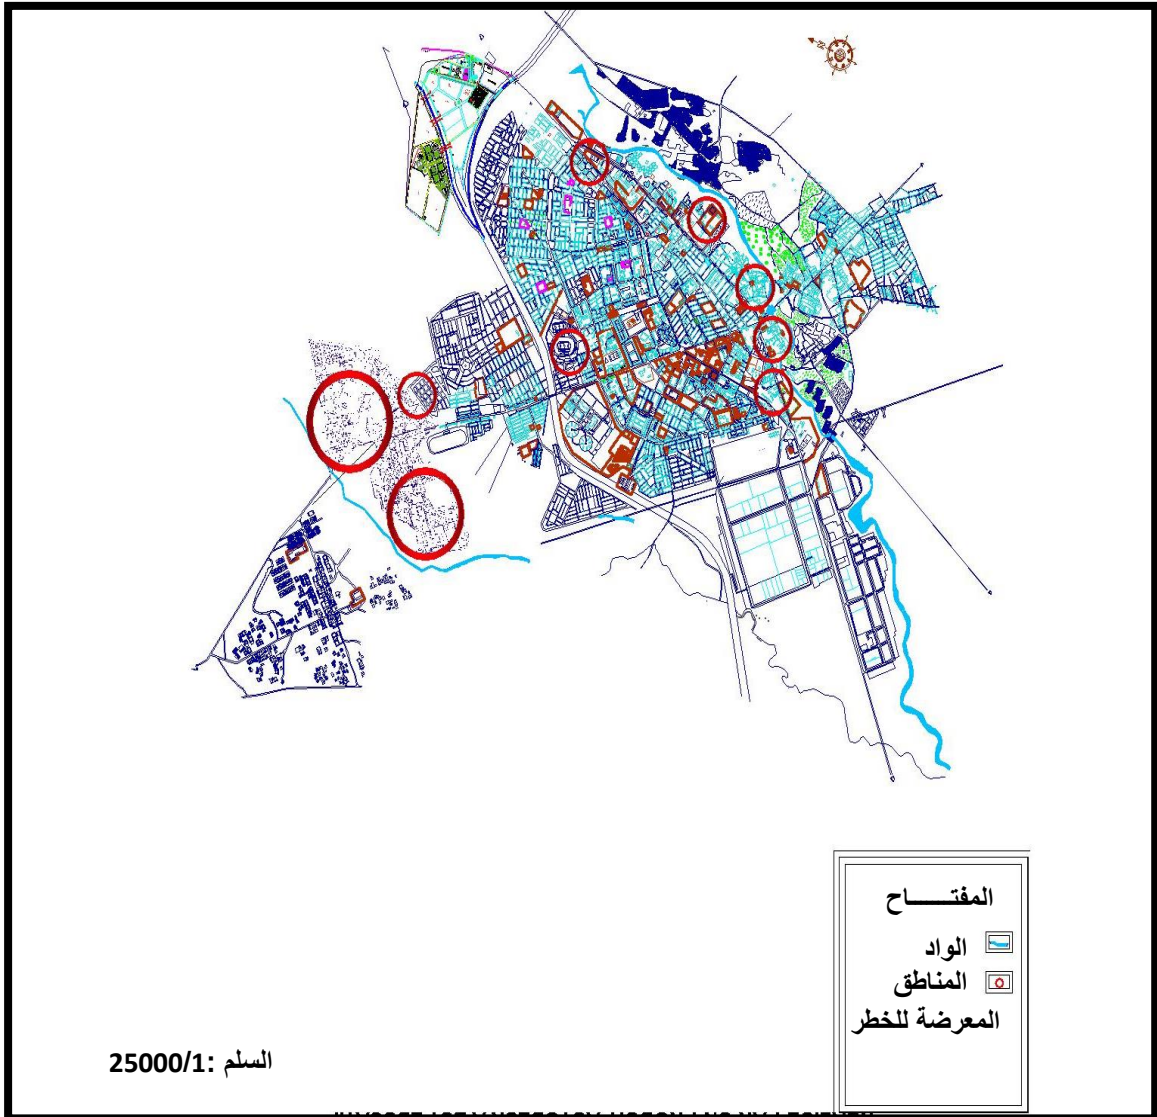 N
المفتـــــاح
الواد
المناطق
المعرضة للخطر
السلم :25000/1